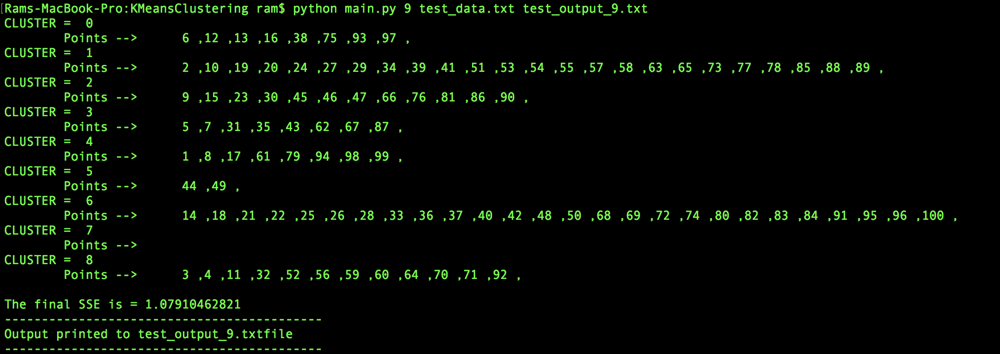 [Rams-MacBook-Pro:KMeansClustering ram$ python main.py 9 test_data.txt test_output_9.txt
CLUSTER =  0
        Points -->      6 ,12 ,13 ,16 ,38 ,75 ,93 ,97 ,
CLUSTER =  1
        Points -->      2 ,10 ,19 ,20 ,24 ,27 ,29 ,34 ,39 ,41 ,51 ,53 ,54 ,55 ,57 ,58 ,63 ,65 ,73 ,77 ,78 ,85 ,88 ,89 ,
CLUSTER =  2
        Points -->      9 ,15 ,23 ,30 ,45 ,46 ,47 ,66 ,76 ,81 ,86 ,90 ,
CLUSTER =  3
        Points -->      5 ,7 ,31 ,35 ,43 ,62 ,67 ,87 ,
CLUSTER =  4
        Points -->      1 ,8 ,17 ,61 ,79 ,94 ,98 ,99 ,
CLUSTER =  5
        Points -->      44 ,49 ,
CLUSTER =  6
        Points -->      14 ,18 ,21 ,22 ,25 ,26 ,28 ,33 ,36 ,37 ,40 ,42 ,48 ,50 ,68 ,69 ,72 ,74 ,80 ,82 ,83 ,84 ,91 ,95 ,96 ,100 ,
CLUSTER =  7
        Points -->
CLUSTER =  8
        Points -->      3 ,4 ,11 ,32 ,52 ,56 ,59 ,60 ,64 ,70 ,71 ,92 ,

The final SSE is = 1.07910462821
-------------------------------------------
Output printed to test_output_9.txtfile
-------------------------------------------